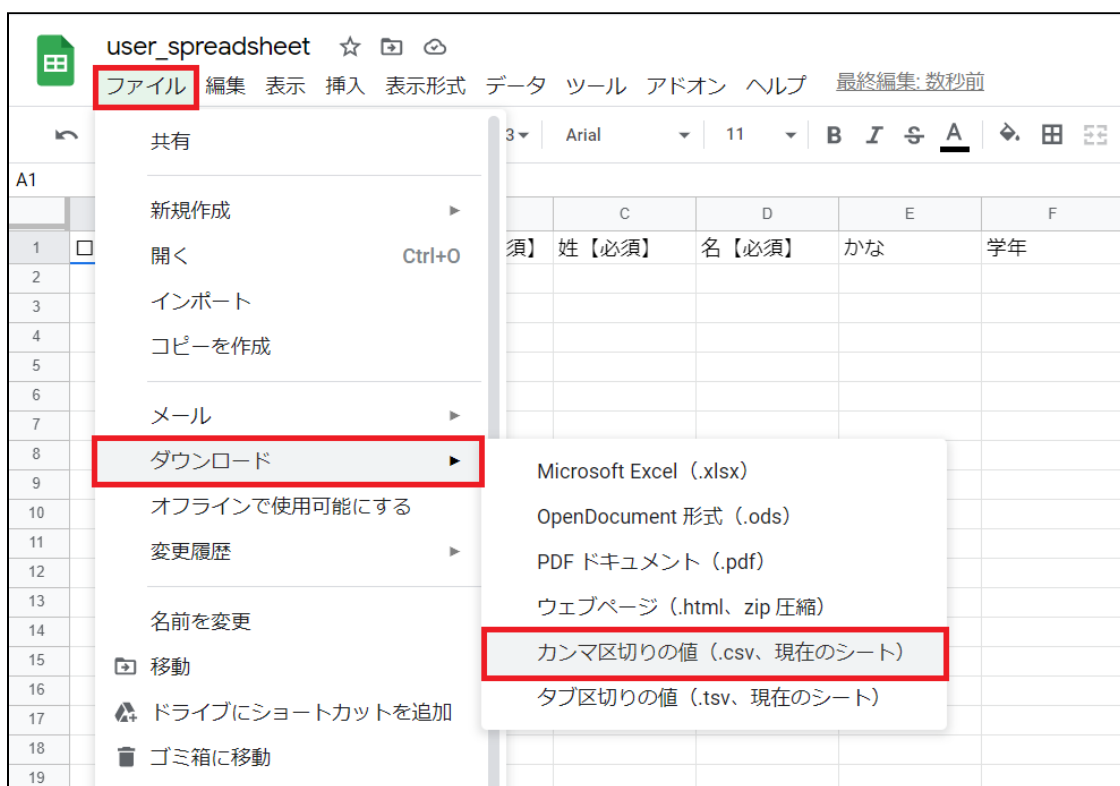 user_spreadsheet
ファイル 編集 表示 挿入 表示形式 データ ツール アドオン ヘルプ 最終編集: 数秒前
3 Arial 11 B I S A
A1
C D E F
1 ロ 須】 姓【必須】 名【必須】 かな 学年
2
3
4
5
6
7
8
9
10
11
12
13
14
15
16
17
18
19
共有
新規作成
開く Ctrl+O
インポート
コピーを作成
メール
ダウンロード
オフラインで使用可能にする
変更履歴
名前を変更
移動
ドライブにショートカットを追加
ゴミ箱に移動
Microsoft Excel（.xlsx）
OpenDocument 形式（.ods）
PDF ドキュメント（.pdf）
ウェブページ（.html、zip 圧縮）
カンマ区切りの値（.csv、現在のシート）
タブ区切りの値（.tsv、現在のシート）